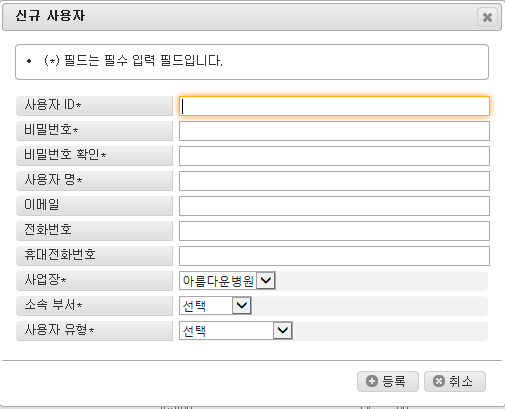 신규 사용자
• (*) 필드는 필수 입력 필드입니다.
사용자 ID*
비밀번호*
비밀번호 확인*
사용자 명*
이메일
전화번호
휴대전화번호
사업장* 아름다운병원
소속 부서* 선택
사용자 유형* 선택
등록 취소